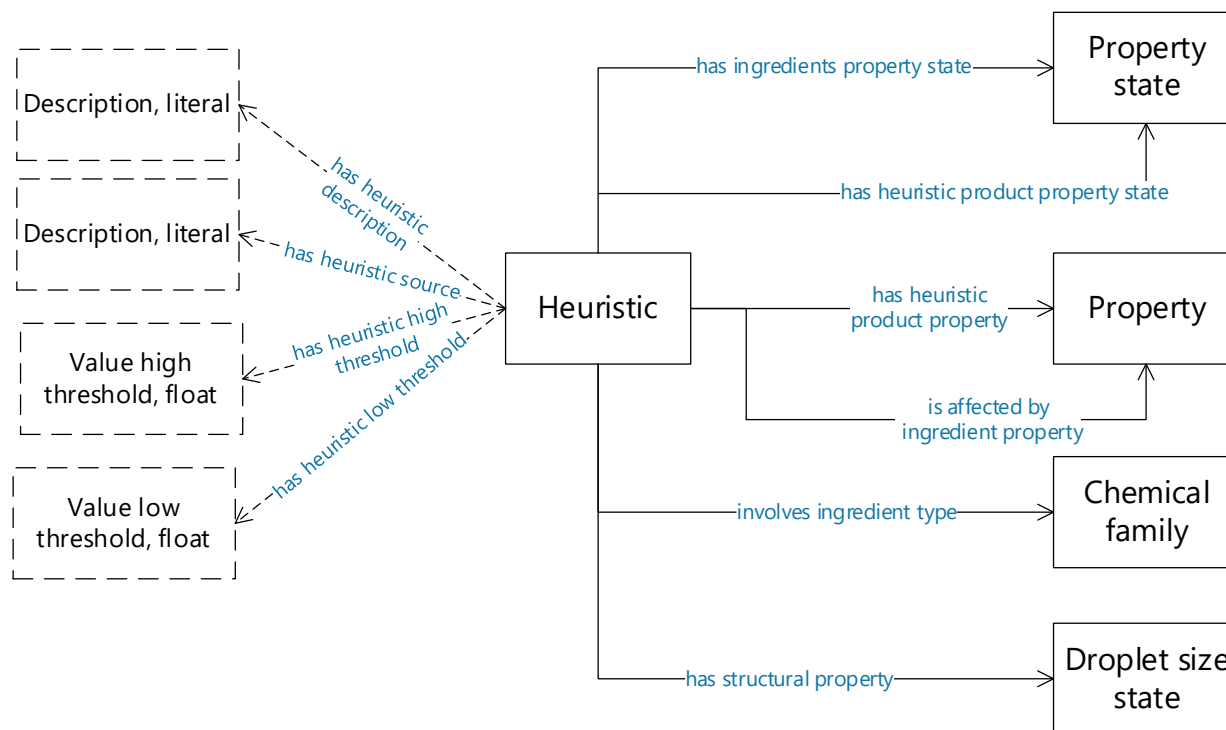 Property
state
has ingredients property state
Description, literal
has heuristic
description
has heuristic product property state
Description, literal
has heuristic source
Heuristic
has heuristic
product property
Property
has heuristic high
threshold
Value high
threshold, float
has heuristic low threshold
is affected by
ingredient property
Chemical
family
involves ingredient type
Value low
threshold, float
Droplet size
state
has structural property